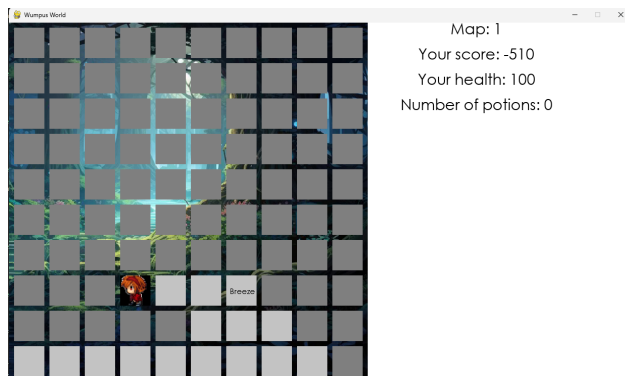 Wumpus World
Map: 1
Your score: -510
Your health: 100
Number of potions: 0
Breeze